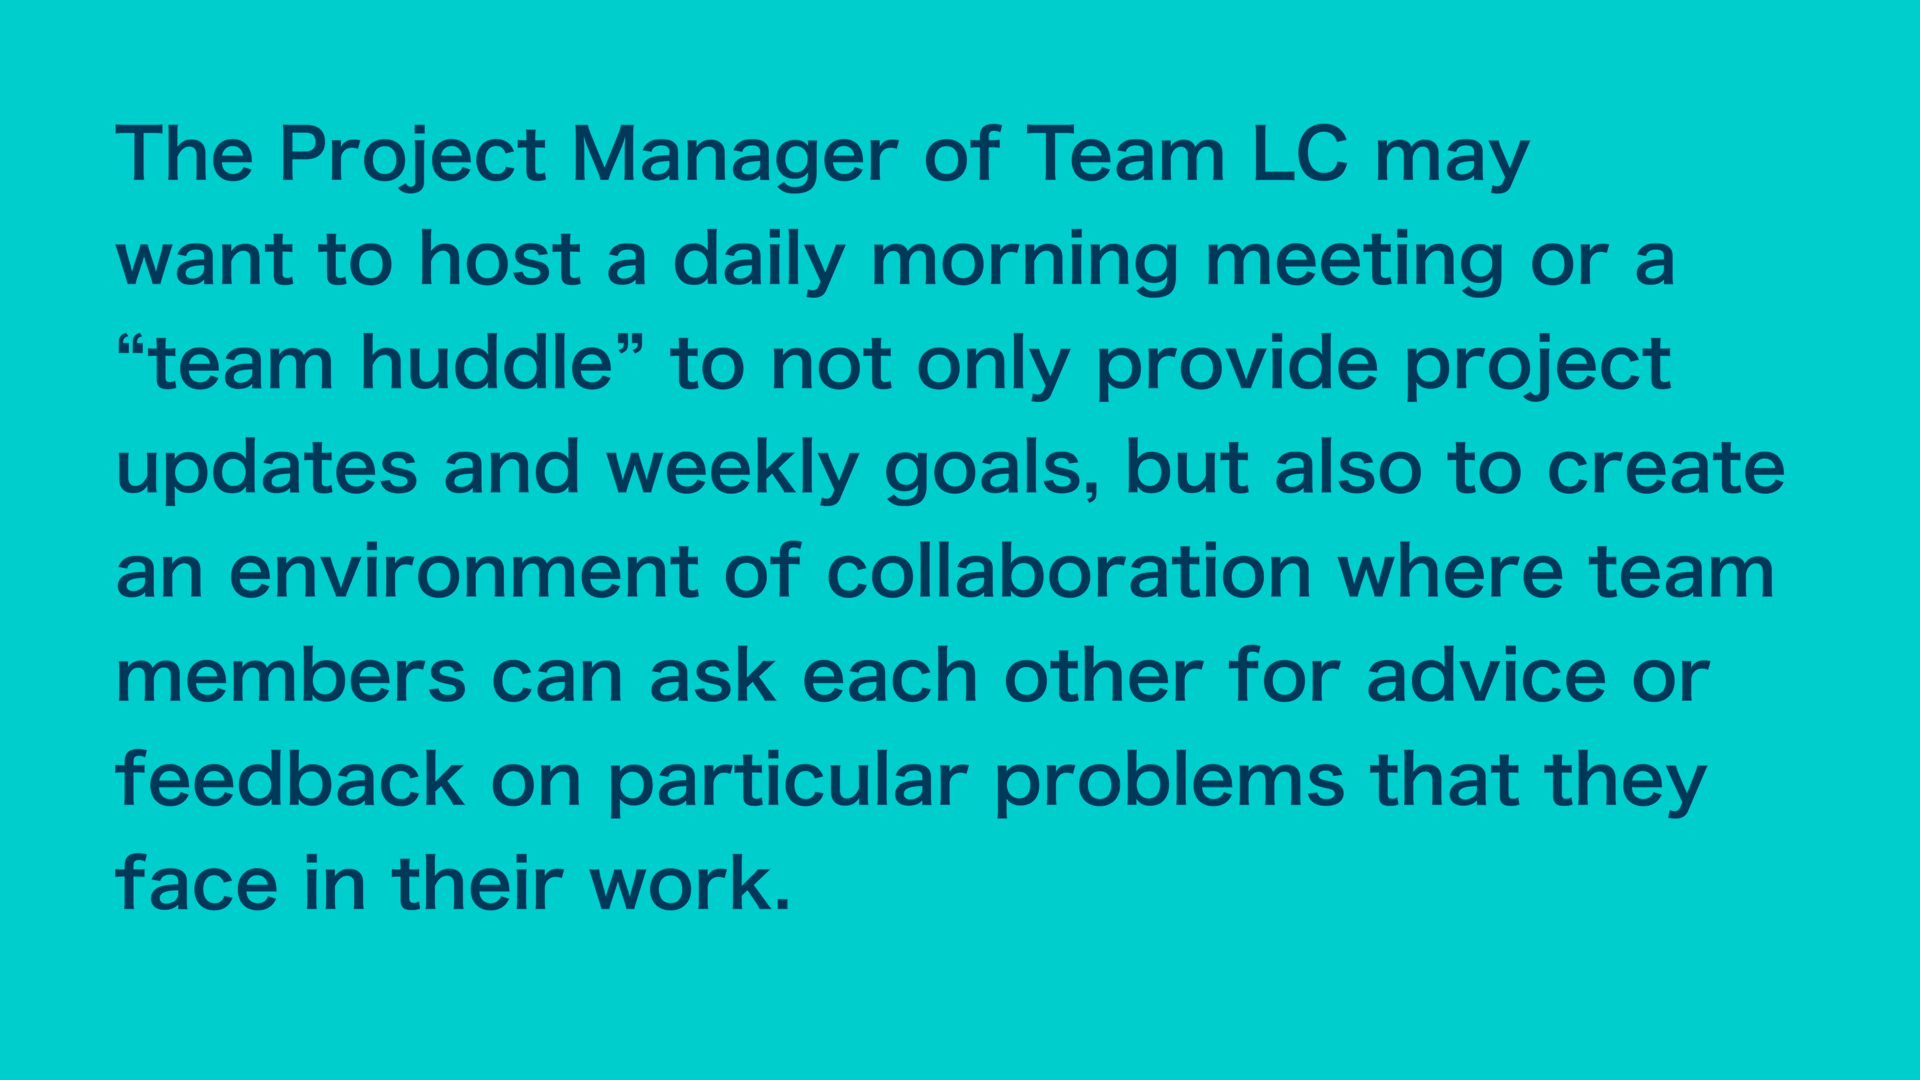 The Project Manager of Team LC may
want to host a daily morning meeting or a
“team huddle” to not only provide project
updates and weekly goals, but also to create
an environment of collaboration where team
members can ask each other for advice or
feedback on particular problems that they
face in their work.